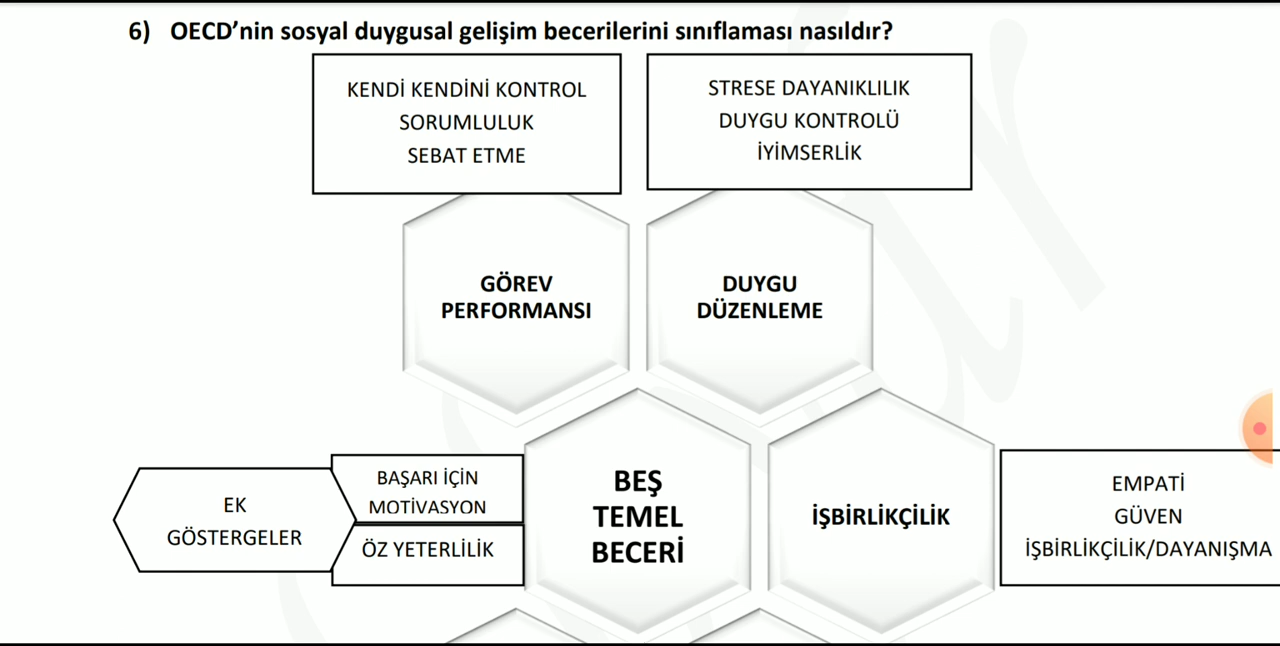 6) OECD’nin sosyal duygusal gelişim becerilerini sınıflaması nasıldır?
KENDİ KENDİNİ KONTROL
SORUMLULUK
SEBAT ETME
STRESE DAYANIKLILIK
DUYGU KONTROLÜ
İYİMSERLİK
GÖREV
PERFORMANSI
DUYGU
DÜZENLEME
EK
GÖSTERGELER
BAŞARI İÇİN
MOTİVASYON
ÖZ YETERLİLİK
BEŞ
TEMEL
BECERİ
İŞBİRLİKÇİLİK
EMPATİ
GÜVEN
İŞBİRLİKÇİLİK/DAYANIŞMA